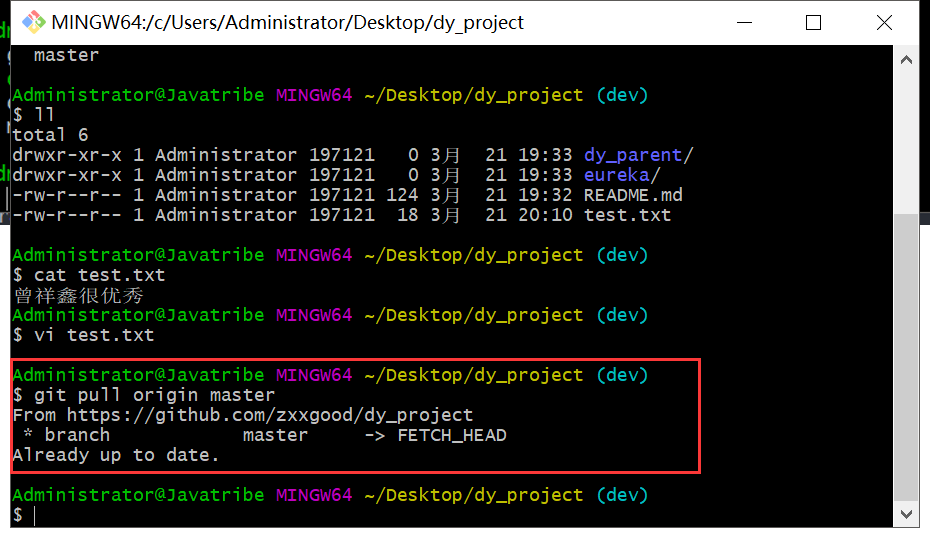 MINGW64:/c/Users/Administrator/Desktop/dy_project
master
Administrator@Javatribe MINGW64 ~/Desktop/dy_project (dev)
$ ll
total 6
drwxr-xr-x 1 Administrator 197121   0 3月  21 19:33 dy_parent/
drwxr-xr-x 1 Administrator 197121   0 3月  21 19:33 eureka/
-rw-r--r-- 1 Administrator 197121 124 3月  21 19:32 README.md
-rw-r--r-- 1 Administrator 197121  18 3月  21 20:10 test.txt
Administrator@Javatribe MINGW64 ~/Desktop/dy_project (dev)
$ cat test.txt
曾祥鑫很优秀
Administrator@Javatribe MINGW64 ~/Desktop/dy_project (dev)
$ vi test.txt
Administrator@Javatribe MINGW64 ~/Desktop/dy_project (dev)
$ git pull origin master
From https://github.com/zxxgood/dy_project
 * branch            master     -> FETCH_HEAD
Already up to date.
Administrator@Javatribe MINGW64 ~/Desktop/dy_project (dev)
$